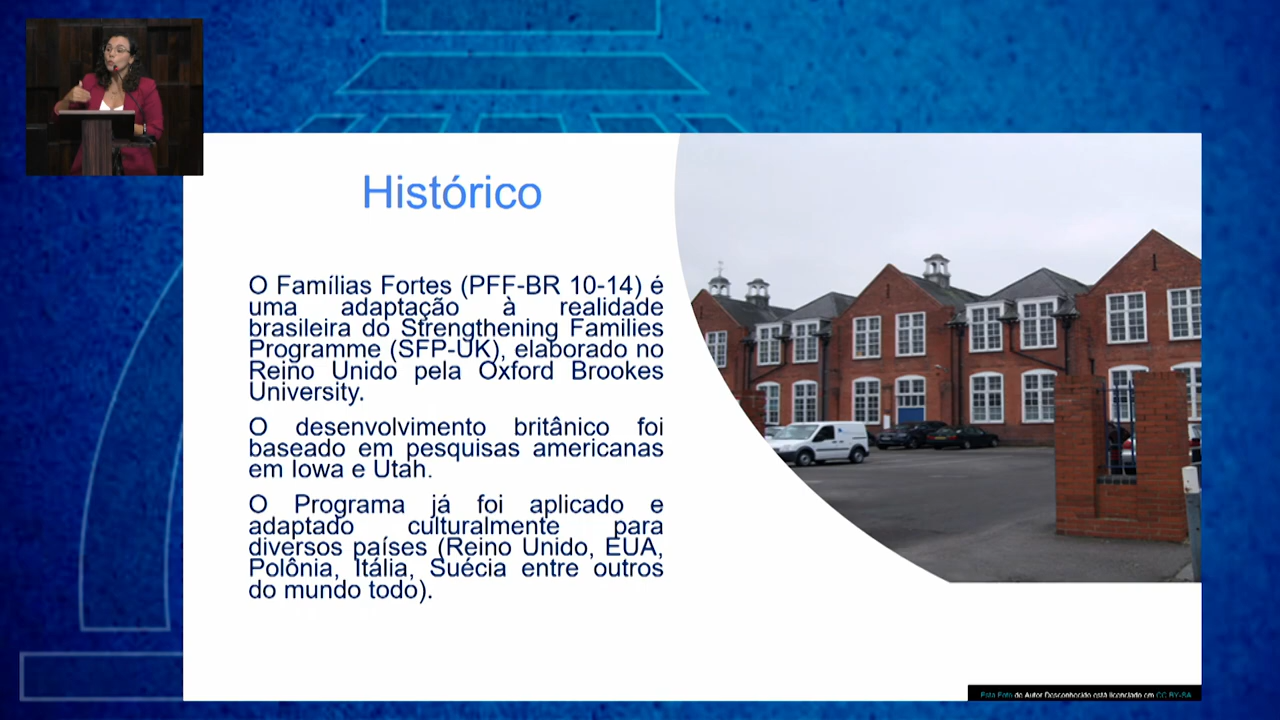 Histórico
O Famílias Fortes (PFF-BR 10-14) é
uma adaptação à realidade
brasileira do Strengthening Families
Programme (SFP-UK), elaborado no
Reino Unido pela Oxford Brookes
University.
O desenvolvimento britânico foi
baseado em pesquisas americanas
em Iowa e Utah.
O Programa já foi aplicado e
adaptado culturalmente para
diversos países (Reino Unido, EUA,
Polônia, Itália, Suécia entre outros
do mundo todo).
Esta Foto de Autor Desconhecido está licenciado em CC BY-SA